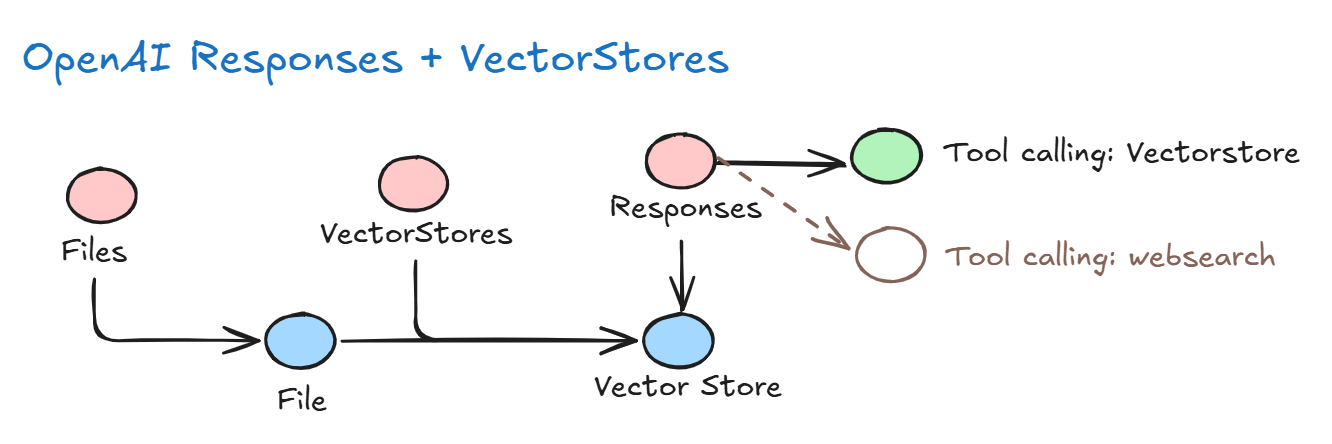 OpenAI Responses + VectorStores
Tool calling: Vectorstore
Responses
VectorStores
Files
Tool calling: websearch
File
Vector Store